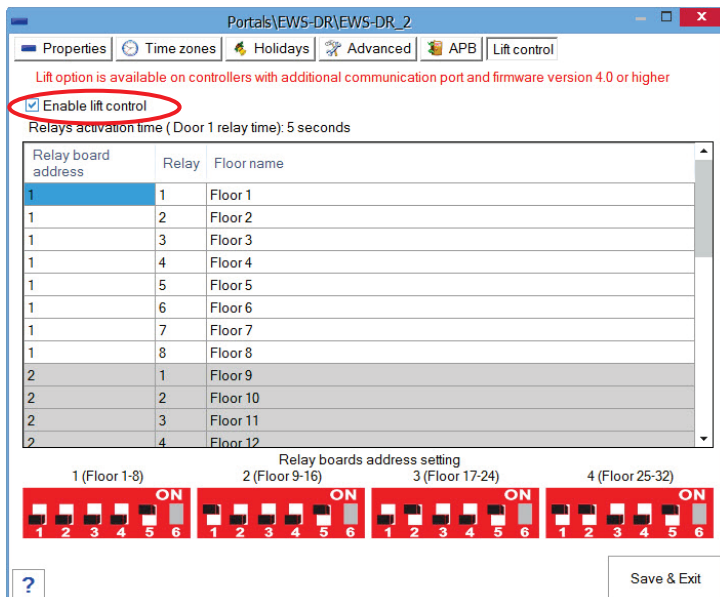 Portals\EWS-DR\EWS-DR_2
Properties Time zones Holidays Advanced APB Lift control
Lift option is available on controllers with additional communication port and firmware version 4.0 or higher
Enable lift control
Relays activation time ( Door 1 relay time): 5 seconds
Relay board address Relay Floor name
1 1 Floor 1
1 2 Floor 2
1 3 Floor 3
1 4 Floor 4
1 5 Floor 5
1 6 Floor 6
1 7 Floor 7
1 8 Floor 8
2 1 Floor 9
2 2 Floor 10
2 3 Floor 11
2 4 Floor 12
Relay boards address setting
1 (Floor 1-8) 2 (Floor 9-16) 3 (Floor 17-24) 4 (Floor 25-32)
ON ON ON ON
1 2 3 4 5 6 1 2 3 4 5 6 1 2 3 4 5 6 1 2 3 4 5 6
? Save & Exit